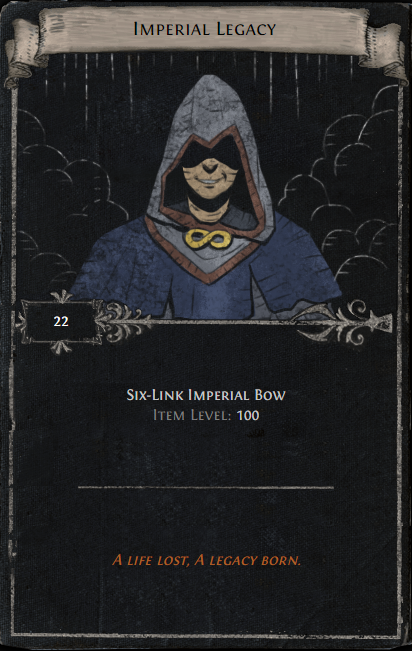 Imperial Legacy
22
Six-Link Imperial Bow
Item Level: 100
A life lost, A legacy born.